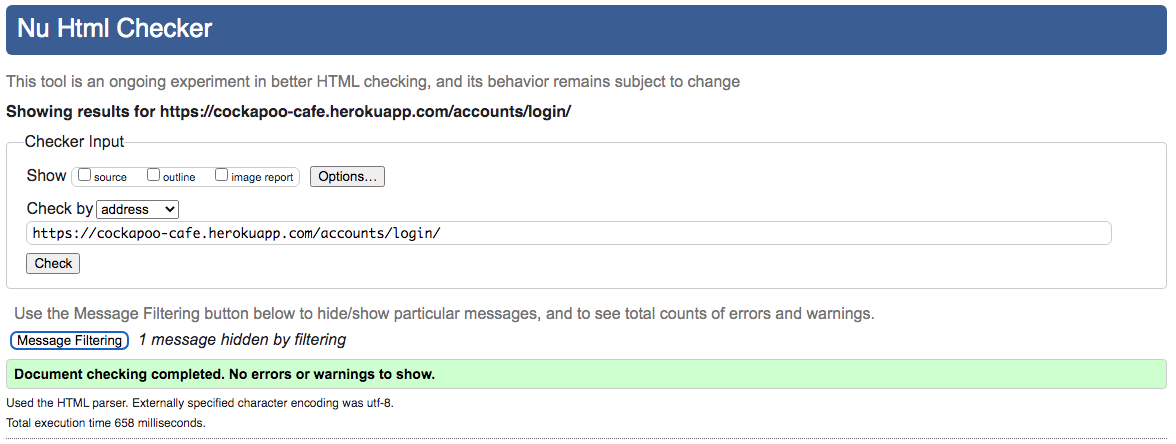 Nu Html Checker
This tool is an ongoing experiment in better HTML checking, and its behavior remains subject to change
Showing results for https://cockapoo-cafe.herokuapp.com/accounts/login/
Checker Input
Show source outline image report Options...
Check by address
https://cockapoo-cafe.herokuapp.com/accounts/login/
Check
Use the Message Filtering button below to hide/show particular messages, and to see total counts of errors and warnings.
Message Filtering 1 message hidden by filtering
Document checking completed. No errors or warnings to show.
Used the HTML parser. Externally specified character encoding was utf-8.
Total execution time 658 milliseconds.